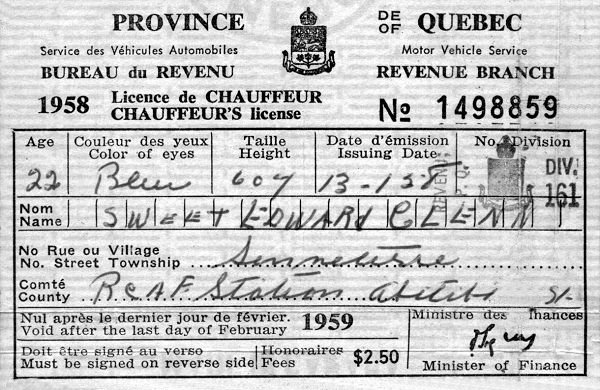 PROVINCE DE OF QUEBEC
Service des Véhicules Automobiles Motor Vehicle Service
BUREAU du REVENU REVENUE BRANCH
1958 Licence de CHAUFFEUR
CHAUFFEUR'S license
No 1498859
Age Couleur des yeux Taille Date d'émission No. Division
Color of eyes Height Issuing Date
22 Bleu 607 13-1-58 DIV. 161
REVENU P. Q.
Nom
Name SWEET EDWARD GLENN
No Rue ou Village
No. Street Township Senneterre
Comté
County RCAF Station Abitibi
Nul après le dernier jour de février. 1959 Ministre des finances
Void after the last day of February
Doit être signé au verso Honoraires $2.50
Must be signed on reverse side Fees Minister of Finance